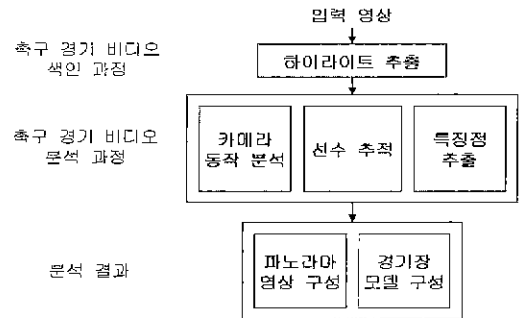 입력 영상
축구 경기 비디오
색인 과정
하이라이트 추출
축구 경기 비디오
분석 과정
카메라
동작 분석
선수 추적
특징점
추출
분석 결과
파노라마
영상 구성
경기장
모델 구성